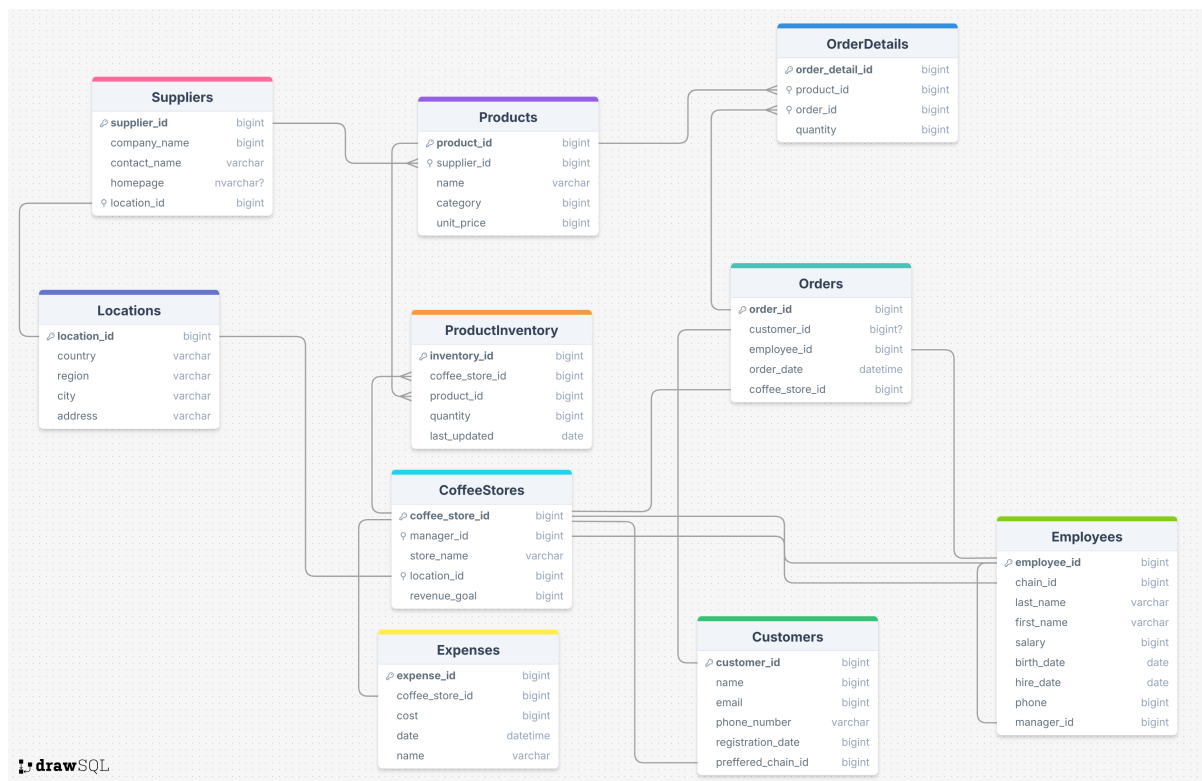 OrderDetails
order_detail_id bigint
product_id bigint
order_id bigint
quantity bigint
Suppliers
supplier_id bigint
company_name bigint
contact_name varchar
homepage nvarchar?
location_id bigint
Products
product_id bigint
supplier_id bigint
name varchar
category bigint
unit_price bigint
Locations
location_id bigint
country varchar
region varchar
city varchar
address varchar
ProductInventory
inventory_id bigint
coffee_store_id bigint
product_id bigint
quantity bigint
last_updated date
Orders
order_id bigint
customer_id bigint?
employee_id bigint
order_date datetime
coffee_store_id bigint
CoffeeStores
coffee_store_id bigint
manager_id bigint
store_name varchar
location_id bigint
revenue_goal bigint
Employees
employee_id bigint
chain_id bigint
last_name varchar
first_name varchar
salary bigint
birth_date date
hire_date date
phone bigint
manager_id bigint
Expenses
expense_id bigint
coffee_store_id bigint
cost bigint
date datetime
name varchar
Customers
customer_id bigint
name bigint
email bigint
phone_number varchar
registration_date bigint
preffered_chain_id bigint
drawSQL